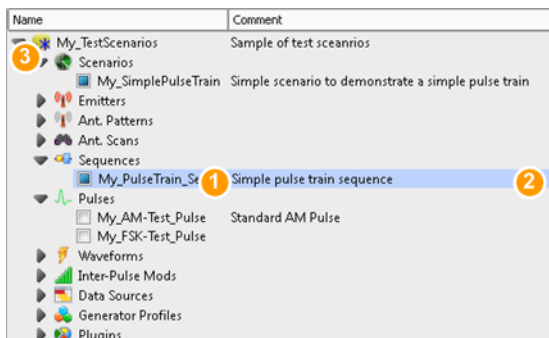 Name Comment
My_TestScenarios Sample of test sceanrios
3
Scenarios
My_SimplePulseTrain Simple scenario to demonstrate a simple pulse train
Emitters
Ant. Patterns
Ant. Scans
Sequences
My_PulseTrain_Se 1 Simple pulse train sequence 2
Pulses
My_AM-Test_Pulse Standard AM Pulse
My_FSK-Test_Pulse
Waveforms
Inter-Pulse Mods
Data Sources
Generator Profiles
Plugins